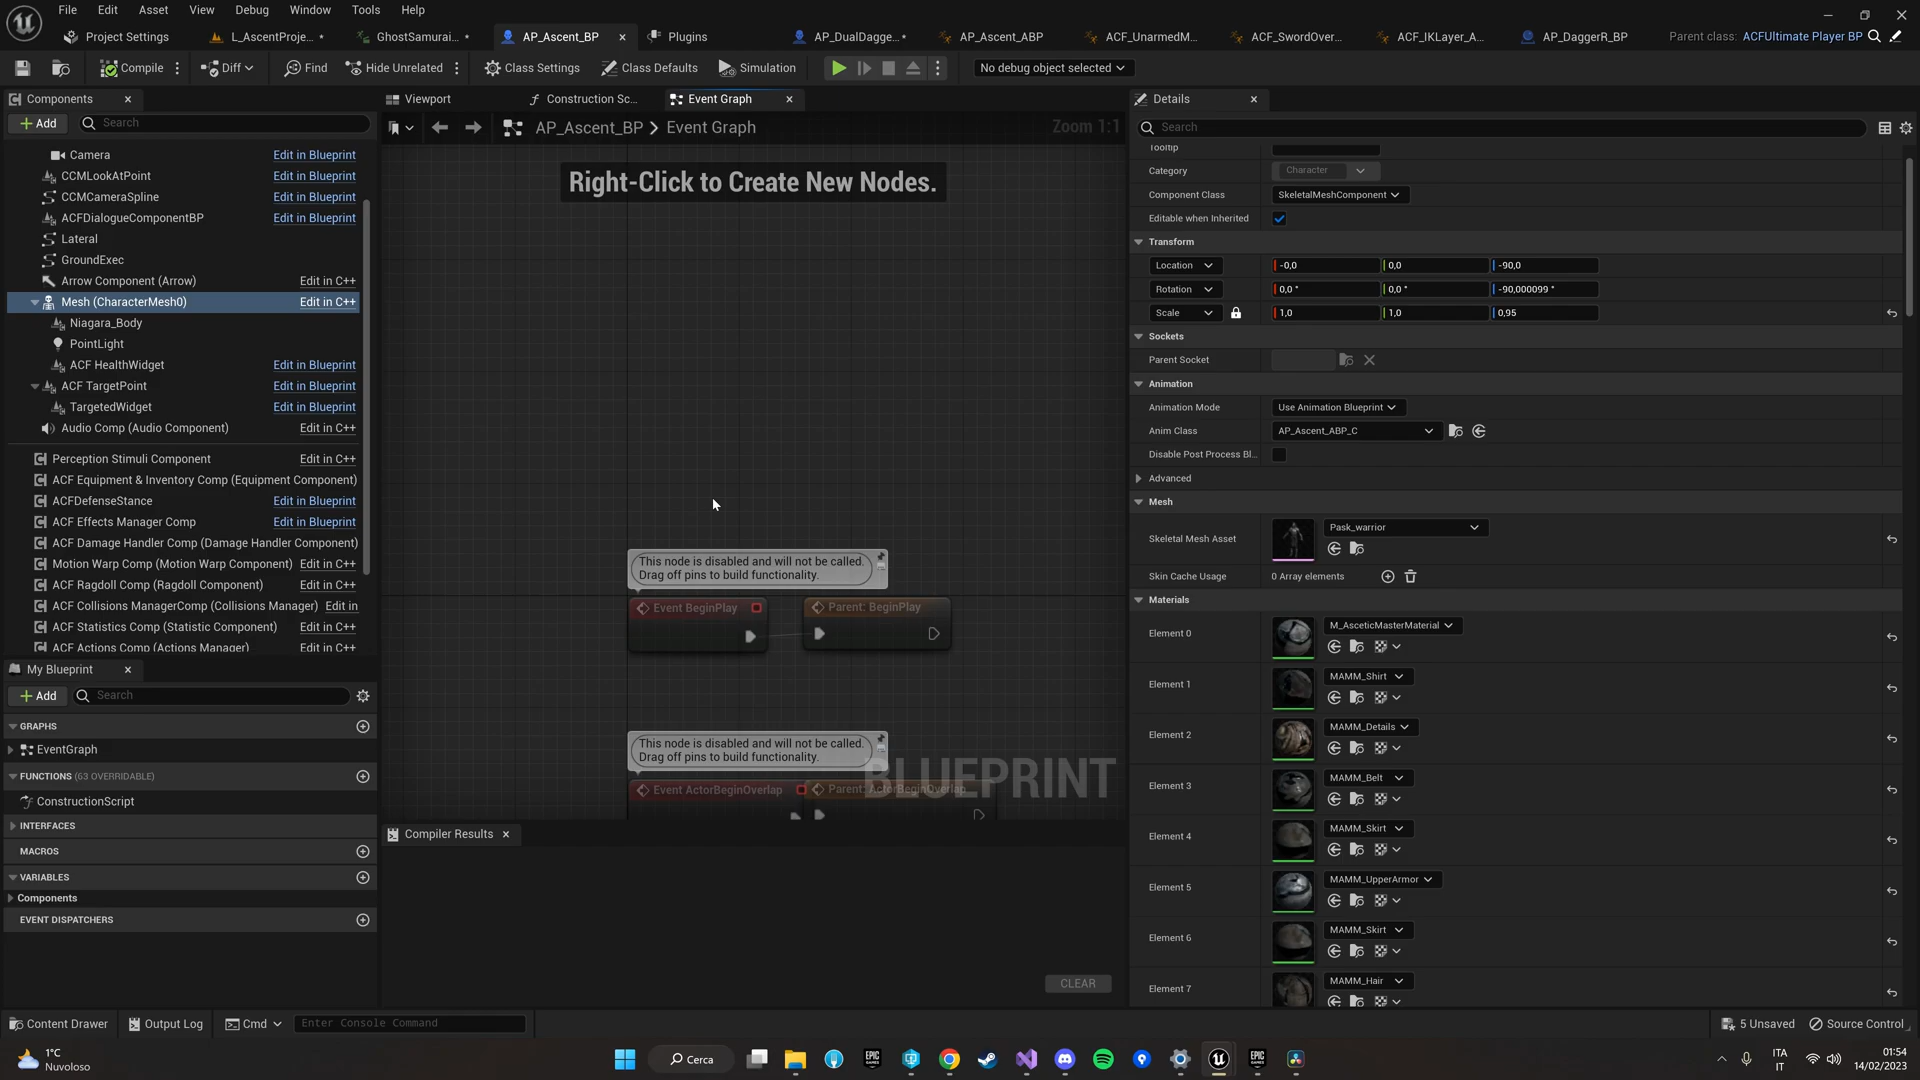 File Edit Asset View Debug Window Tools Help
Project Settings L_AscentProje... • GhostSamurai... • AP_Ascent_BP Plugins AP_DualDagge... • AP_Ascent_ABP ACF_UnarmedM... ACF_SwordOver... ACF_IKLayer_A... AP_DaggerR_BP Parent class: ACFUltimate Player BP
Compile Diff Find Hide Unrelated Class Settings Class Defaults Simulation No debug object selected
Components
Add Search
Camera Edit in Blueprint
CCMLookAtPoint Edit in Blueprint
CCMCameraSpline Edit in Blueprint
ACFDialogueComponentBP Edit in Blueprint
Lateral
GroundExec
Arrow Component (Arrow) Edit in C++
Mesh (CharacterMesh0) Edit in C++
Niagara_Body
PointLight
ACF HealthWidget Edit in Blueprint
ACF TargetPoint Edit in Blueprint
TargetedWidget Edit in Blueprint
Audio Comp (Audio Component) Edit in C++
Perception Stimuli Component Edit in C++
ACF Equipment & Inventory Comp (Equipment Component)
ACFDefenseStance Edit in Blueprint
ACF Effects Manager Comp Edit in Blueprint
ACF Damage Handler Comp (Damage Handler Component)
Motion Warp Comp (Motion Warp Component) Edit in C++
ACF Ragdoll Comp (Ragdoll Component) Edit in C++
ACF Collisions ManagerComp (Collisions Manager) Edit in
ACF Statistics Comp (Statistic Component) Edit in C++
ACF Actions Comp (Actions Manager) Edit in C++
My Blueprint
Add Search
GRAPHS
EventGraph
FUNCTIONS (63 OVERRIDABLE)
ConstructionScript
INTERFACES
MACROS
VARIABLES
Components
EVENT DISPATCHERS
Viewport Construction Sc... Event Graph
AP_Ascent_BP > Event Graph Zoom 1:1
Right-Click to Create New Nodes.
This node is disabled and will not be called.
Drag off pins to build functionality.
Event BeginPlay Parent: BeginPlay
This node is disabled and will not be called.
Drag off pins to build functionality.
Event ActorBeginOverlap Parent: ActorBeginOverlap
BLUEPRINT
Compiler Results
CLEAR
Details
Search
Tooltip
Category Character
Component Class SkeletalMeshComponent
Editable when Inherited
Transform
Location -0,0 0,0 -90,0
Rotation 0,0 ° 0,0 ° -90,000099 °
Scale 1,0 1,0 0,95
Sockets
Parent Socket
Animation
Animation Mode Use Animation Blueprint
Anim Class AP_Ascent_ABP_C
Disable Post Process Bl...
Advanced
Mesh
Skeletal Mesh Asset Pask_warrior
Skin Cache Usage 0 Array elements
Materials
Element 0 M_AsceticMasterMaterial
Element 1 MAMM_Shirt
Element 2 MAMM_Details
Element 3 MAMM_Belt
Element 4 MAMM_Skirt
Element 5 MAMM_UpperArmor
Element 6 MAMM_Skirt
Element 7 MAMM_Hair
Content Drawer Output Log Cmd Enter Console Command 5 Unsaved Source Control
1°C
Nuvoloso
Cerca
EPIC GAMES
EPIC GAMES
ITA
IT
01:54
14/02/2023